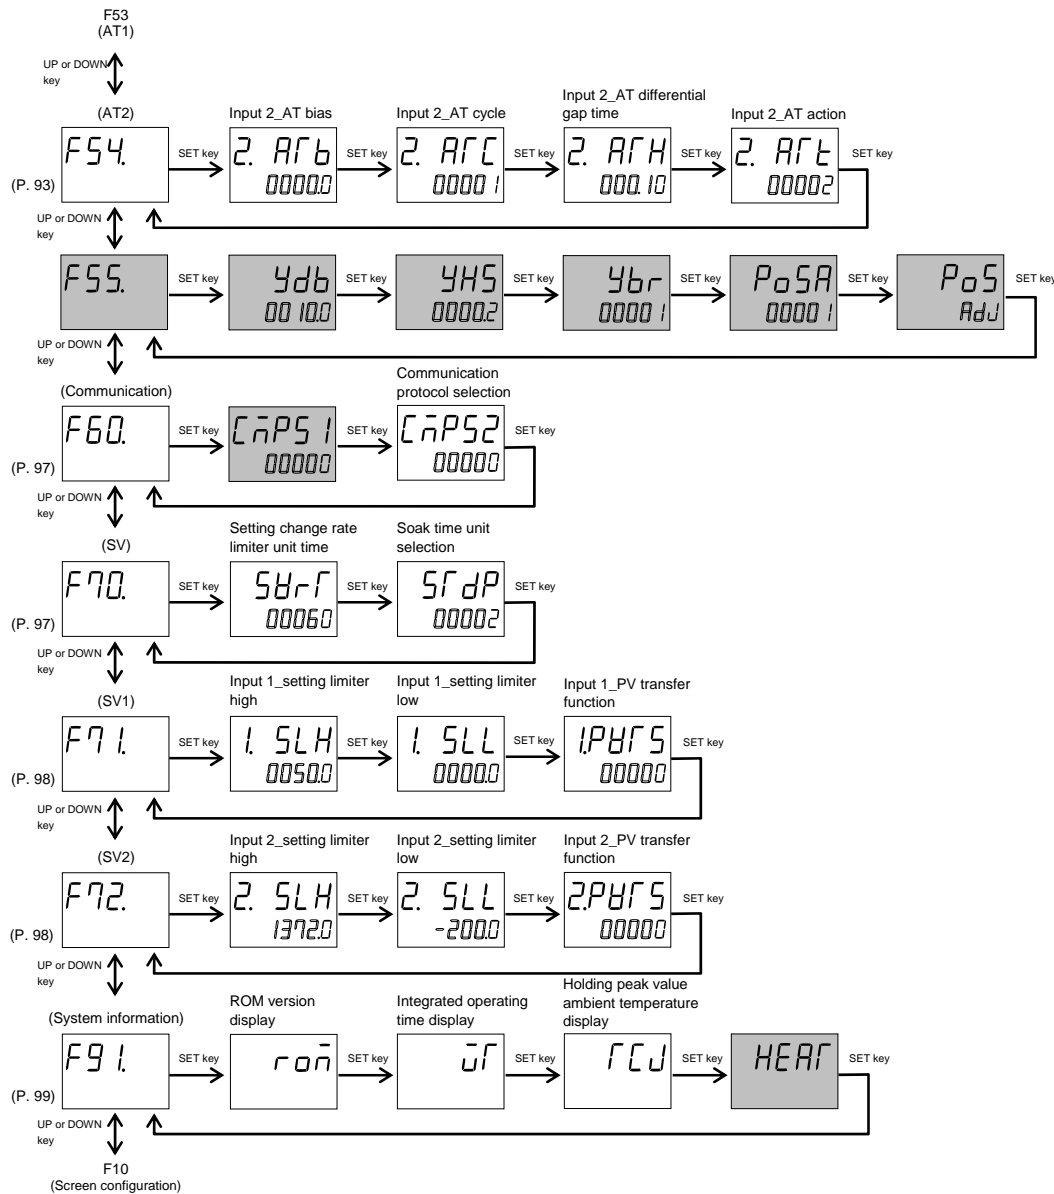 F53
(AT1)
UP or DOWN
key
(AT2)
Input 2_AT bias
Input 2_AT cycle
Input 2_AT differential
gap time
Input 2_AT action
F54.
SET key
2. ATb
0000.0
SET key
2. ATC
00001
SET key
2. ATH
000.10
SET key
2. ATt
00002
SET key
(P. 93)
UP or DOWN
key
F55.
SET key
Ydb
0010.0
SET key
YHS
0000.2
SET key
Ybr
00001
SET key
PoSA
00001
SET key
PoS
AdJ
SET key
UP or DOWN
key
(Communication)
Communication
protocol selection
F60.
SET key
CMPS1
00000
SET key
CMPS2
00000
SET key
(P. 97)
UP or DOWN
key
(SV)
Setting change rate
limiter unit time
Soak time unit
selection
F70.
SET key
SVrT
00060
SET key
STdP
00002
SET key
(P. 97)
UP or DOWN
key
(SV1)
Input 1_setting limiter
high
Input 1_setting limiter
low
Input 1_PV transfer
function
F71.
SET key
1. SLH
0050.0
SET key
1. SLL
0000.0
SET key
1.PVTS
00000
SET key
(P. 98)
UP or DOWN
key
(SV2)
Input 2_setting limiter
high
Input 2_setting limiter
low
Input 2_PV transfer
function
F72.
SET key
2. SLH
1372.0
SET key
2. SLL
-200.0
SET key
2.PVTS
00000
SET key
(P. 98)
UP or DOWN
key
(System information)
ROM version
display
Integrated operating
time display
Holding peak value
ambient temperature
display
F91.
SET key
roM
SET key
WT
SET key
TCJ
SET key
HEAT
SET key
(P. 99)
UP or DOWN
key
F10
(Screen configuration)